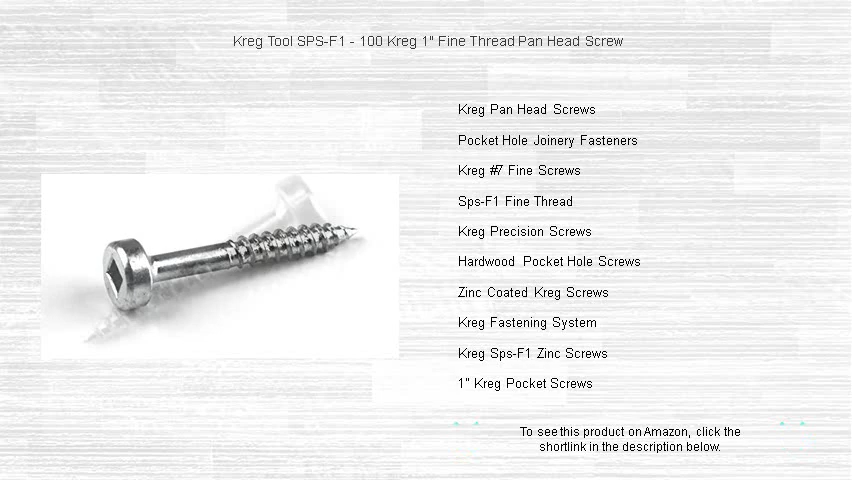 Kreg Tool SPS-F1 - 100 Kreg 1" Fine Thread Pan Head Screw
Kreg Pan Head Screws
Pocket Hole Joinery Fasteners
Kreg #7 Fine Screws
Sps-F1 Fine Thread
Kreg Precision Screws
Hardwood Pocket Hole Screws
Zinc Coated Kreg Screws
Kreg Fastening System
Kreg Sps-F1 Zinc Screws
1" Kreg Pocket Screws
To see this product on Amazon, click the
shortlink in the description below.